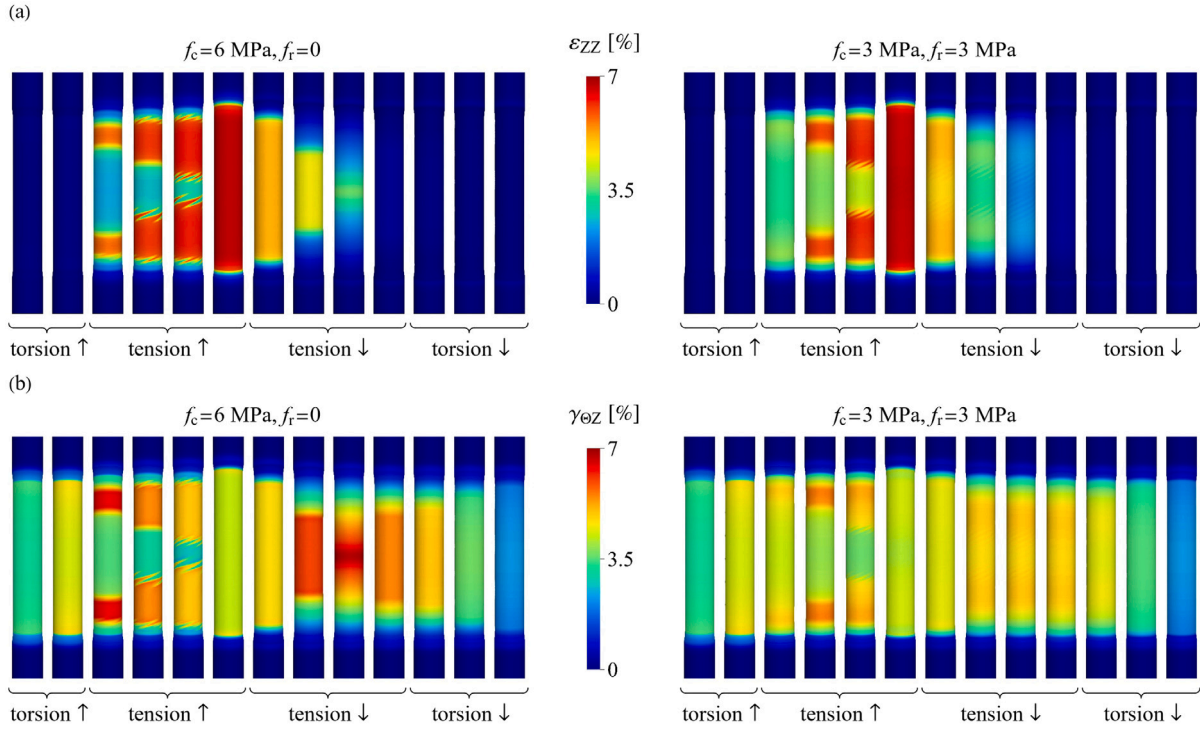 (a)
f_c=6 MPa, f_r=0
ε_ZZ [%]
f_c=3 MPa, f_r=3 MPa
7
3.5
0
torsion ↑ tension ↑ tension ↓ torsion ↓
torsion ↑ tension ↑ tension ↓ torsion ↓
(b)
f_c=6 MPa, f_r=0
γ_ΘZ [%]
f_c=3 MPa, f_r=3 MPa
7
3.5
0
torsion ↑ tension ↑ tension ↓ torsion ↓
torsion ↑ tension ↑ tension ↓ torsion ↓